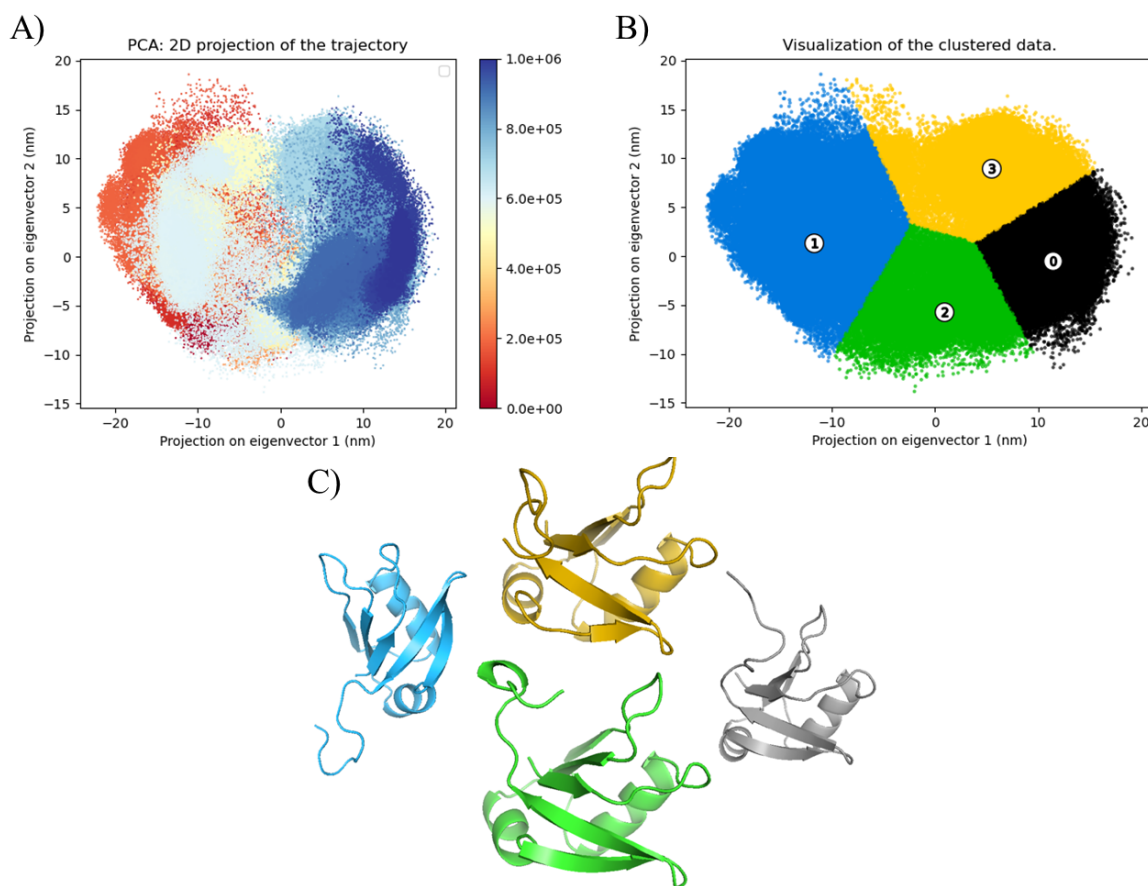 A)
PCA: 2D projection of the trajectory
20
15
10
5
0
−5
−10
−15
Projection on eigenvector 2 (nm)
−20
−10
0
10
20
Projection on eigenvector 1 (nm)
1.0e+06
8.0e+05
6.0e+05
4.0e+05
2.0e+05
0.0e+00
B)
Visualization of the clustered data.
20
15
10
5
0
−5
−10
−15
Projection on eigenvector 2 (nm)
3
1
0
2
−20
−10
0
10
20
Projection on eigenvector 1 (nm)
C)